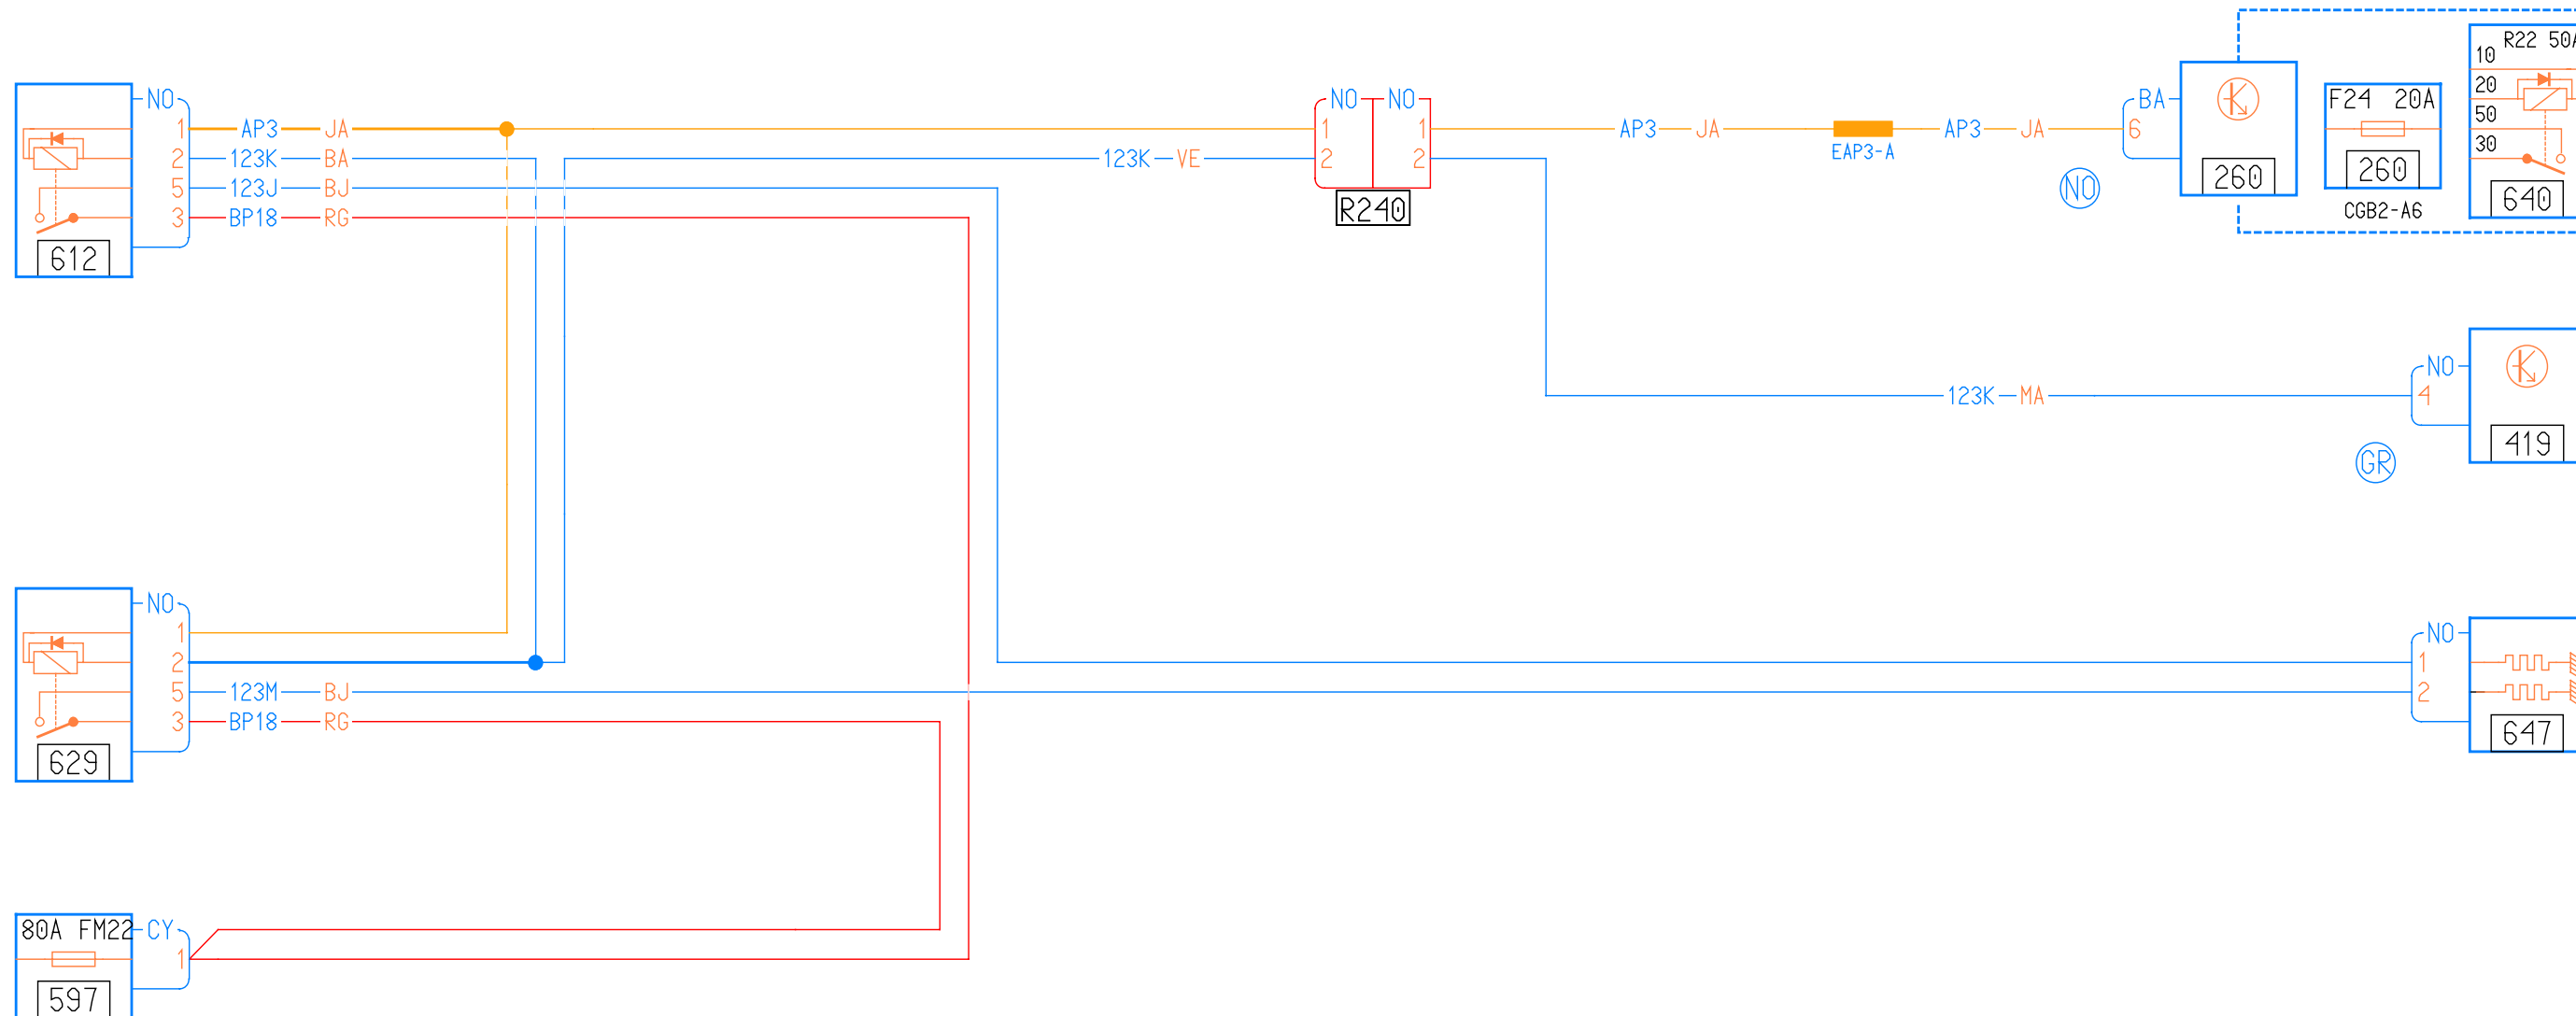 R22 50A
10
20
50
30
640
NO
1 AP3 JA
2 123K BA
5 123J BJ
3 BP18 RG
612
123K VE
NO NO
1 1
2 2
R240
AP3 JA
EAP3-A
AP3 JA
BA
6
NO
260
F24 20A
260
CGB2-A6
123K MA
NO
4
419
GR
NO
1
2
5 123M BJ
3 BP18 RG
629
NO
1
2
647
80A FM22 CY
1
597